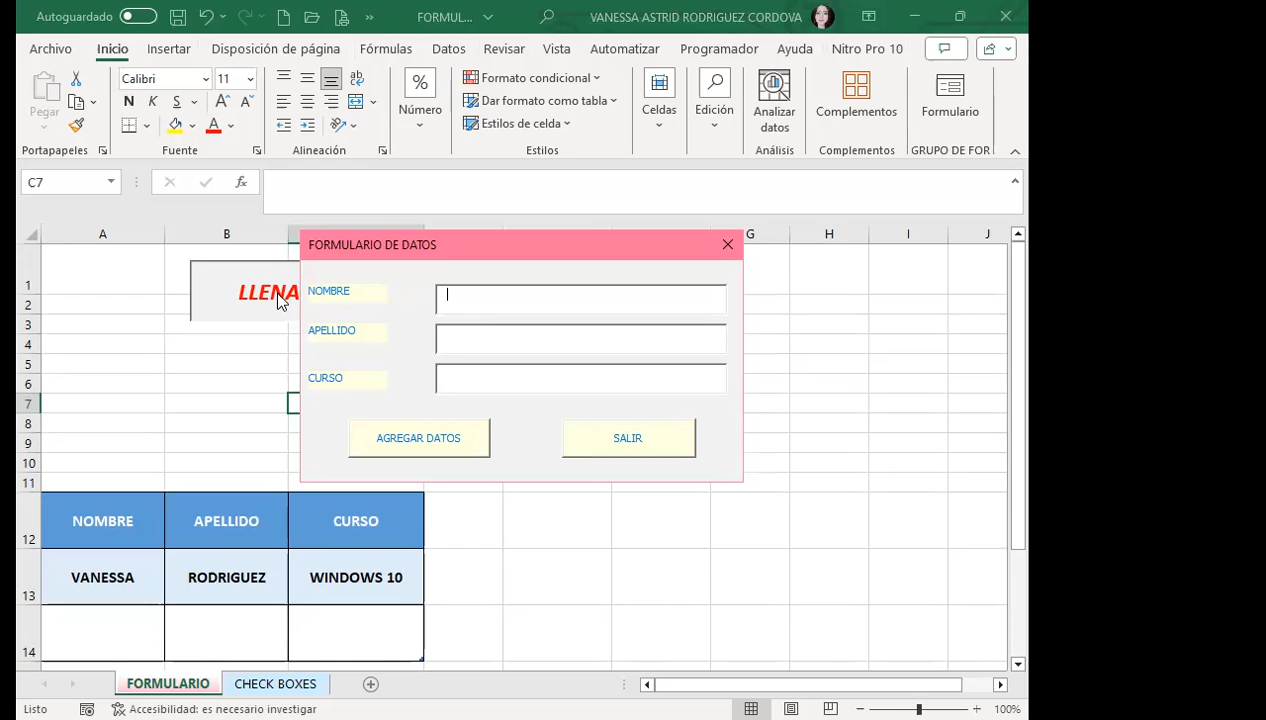 Autoguardado
FORMUL...
VANESSA ASTRID RODRIGUEZ CORDOVA
Archivo Inicio Insertar Disposición de página Fórmulas Datos Revisar Vista Automatizar Programador Ayuda Nitro Pro 10
Pegar
Calibri 11
N K S
Número
Formato condicional
Dar formato como tabla
Estilos de celda
Celdas
Edición
Analizar datos
Complementos
Formulario
Portapapeles Fuente Alineación Estilos Análisis Complementos GRUPO DE FOR
C7
fx
A B G H I J
FORMULARIO DE DATOS
1
LLENA
NOMBRE
2
3
APELLIDO
4
5
6
CURSO
7
8
AGREGAR DATOS SALIR
9
10
11
12 NOMBRE APELLIDO CURSO
13 VANESSA RODRIGUEZ WINDOWS 10
14
FORMULARIO CHECK BOXES
Listo Accesibilidad: es necesario investigar 100%